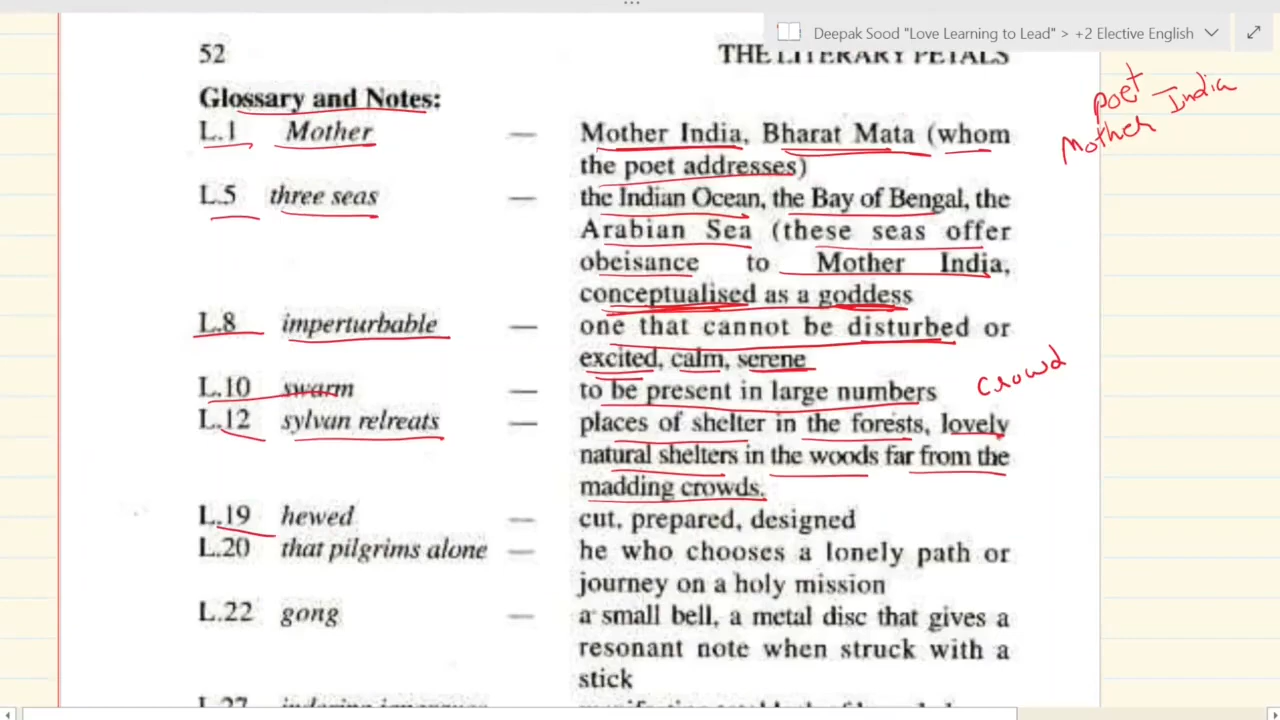 Deepak Sood "Love Learning to Lead" > +2 Elective English
52 THE LITERARY PETALS
poet
Mother India
Glossary and Notes:
L.1 Mother — Mother India, Bharat Mata (whom
the poet addresses)
L.5 three seas — the Indian Ocean, the Bay of Bengal, the
Arabian Sea (these seas offer
obeisance to Mother India,
conceptualised as a goddess
L.8 imperturbable — one that cannot be disturbed or
excited, calm, serene
L.10 swarm — to be present in large numbers
crowd
L.12 sylvan relreats — places of shelter in the forests, lovely
natural shelters in the woods far from the
madding crowds.
L.19 hewed — cut, prepared, designed
L.20 that pilgrims alone — he who chooses a lonely path or
journey on a holy mission
L.22 gong — a small bell, a metal disc that gives a
resonant note when struck with a
stick